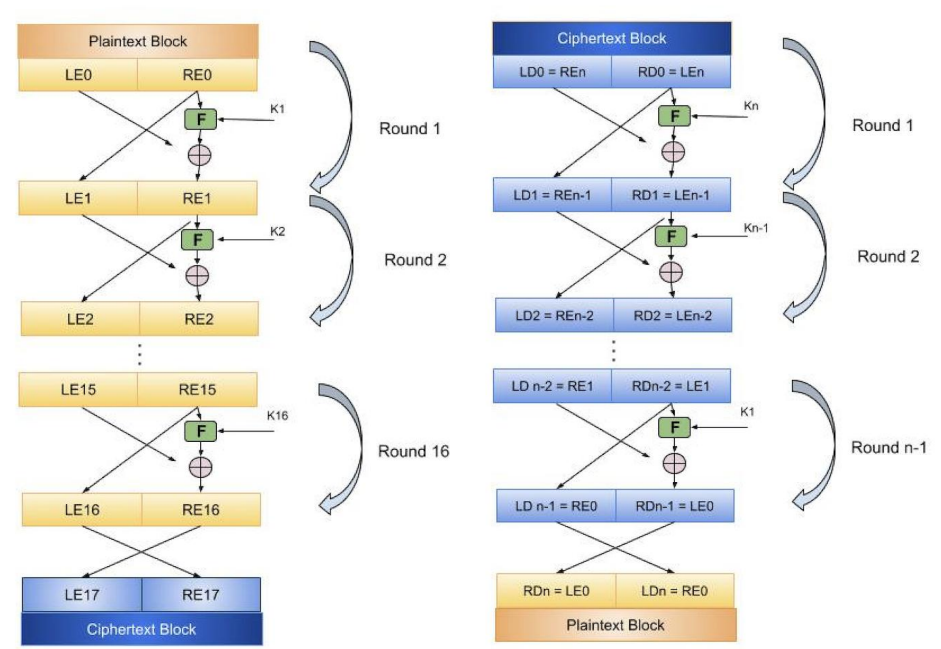 Plaintext Block
LE0 RE0
K1
F
Round 1
LE1 RE1
K2
F
Round 2
LE2 RE2
LE15 RE15
K16
F
Round 16
LE16 RE16
LE17 RE17
Ciphertext Block
Ciphertext Block
LD0 = REn RD0 = LEn
Kn
F
Round 1
LD1 = REn-1 RD1 = LEn-1
Kn-1
F
Round 2
LD2 = REn-2 RD2 = LEn-2
LD n-2 = RE1 RDn-2 = LE1
K1
F
Round n-1
LD n-1 = RE0 RDn-1 = LE0
RDn = LE0 LDn = RE0
Plaintext Block